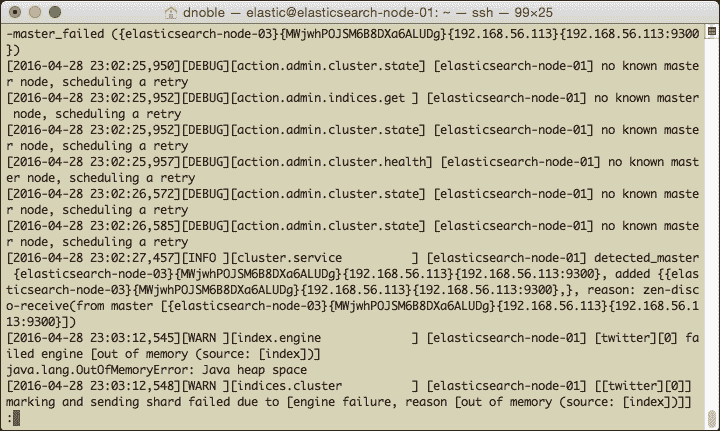 dnoble — elastic@elasticsearch-node-01: ~ — ssh — 99×25
-master_failed ({elasticsearch-node-03}{MWjwhPOJSM6B8DXa6ALUDg}{192.168.56.113}{192.168.56.113:9300
})
[2016-04-28 23:02:25,950][DEBUG][action.admin.cluster.state] [elasticsearch-node-01] no known maste
r node, scheduling a retry
[2016-04-28 23:02:25,952][DEBUG][action.admin.indices.get ] [elasticsearch-node-01] no known master
 node, scheduling a retry
[2016-04-28 23:02:25,952][DEBUG][action.admin.cluster.state] [elasticsearch-node-01] no known maste
r node, scheduling a retry
[2016-04-28 23:02:25,957][DEBUG][action.admin.cluster.health] [elasticsearch-node-01] no known mast
er node, scheduling a retry
[2016-04-28 23:02:26,572][DEBUG][action.admin.cluster.state] [elasticsearch-node-01] no known maste
r node, scheduling a retry
[2016-04-28 23:02:26,585][DEBUG][action.admin.cluster.state] [elasticsearch-node-01] no known maste
r node, scheduling a retry
[2016-04-28 23:02:27,457][INFO ][cluster.service          ] [elasticsearch-node-01] detected_master
 {elasticsearch-node-03}{MWjwhPOJSM6B8DXa6ALUDg}{192.168.56.113}{192.168.56.113:9300}, added {{elas
ticsearch-node-03}{MWjwhPOJSM6B8DXa6ALUDg}{192.168.56.113}{192.168.56.113:9300},}, reason: zen-disc
o-receive(from master [{elasticsearch-node-03}{MWjwhPOJSM6B8DXa6ALUDg}{192.168.56.113}{192.168.56.1
13:9300}])
[2016-04-28 23:03:12,545][WARN ][index.engine             ] [elasticsearch-node-01] [twitter][0] fa
iled engine [out of memory (source: [index])]
java.lang.OutOfMemoryError: Java heap space
[2016-04-28 23:03:12,548][WARN ][indices.cluster          ] [elasticsearch-node-01] [[twitter][0]]
marking and sending shard failed due to [engine failure, reason [out of memory (source: [index])]]
: